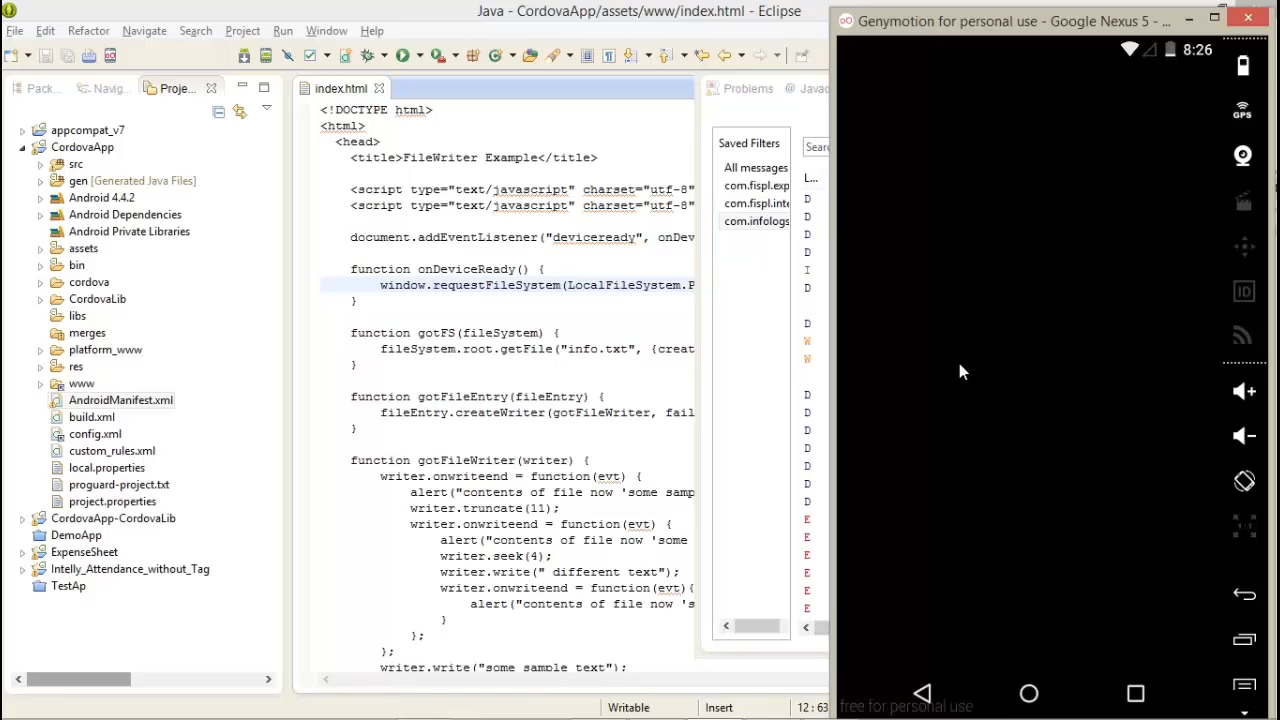 Java - CordovaApp/assets/www/index.html - Eclipse
File Edit Refactor Navigate Search Project Run Window Help
Pack... Navig... Proje...
appcompat_v7
CordovaApp
src
gen [Generated Java Files]
Android 4.4.2
Android Dependencies
Android Private Libraries
assets
bin
cordova
CordovaLib
libs
merges
platform_www
res
www
AndroidManifest.xml
build.xml
config.xml
custom_rules.xml
local.properties
proguard-project.txt
project.properties
CordovaApp-CordovaLib
DemoApp
ExpenseSheet
Intelly_Attendance_without_Tag
TestAp
index.html
<!DOCTYPE html>
<html>
<head>
<title>FileWriter Example</title>
<script type="text/javascript" charset="utf-8"
<script type="text/javascript" charset="utf-8"
document.addEventListener("deviceready", onDev
function onDeviceReady() {
window.requestFileSystem(LocalFileSystem.P
}
function gotFS(fileSystem) {
fileSystem.root.getFile("info.txt", {creat
}
function gotFileEntry(fileEntry) {
fileEntry.createWriter(gotFileWriter, fail
}
function gotFileWriter(writer) {
writer.onwriteend = function(evt) {
alert("contents of file now 'some samp
writer.truncate(11);
writer.onwriteend = function(evt) {
alert("contents of file now 'some
writer.seek(4);
writer.write(" different text");
writer.onwriteend = function(evt){
alert("contents of file now 's
}
};
};
writer.write("some sample text");
Writable Insert 12:63
Problems @ Java
Saved Filters
All messages
com.fispl.exp
com.fispl.inte
com.infologs
Sear
L...
D
D
D
D
I
D
D
W
W
D
D
D
D
D
D
D
E
E
E
E
E
E
Genymotion for personal use - Google Nexus 5 - ...
8:26
GPS
ID
1:1
free for personal use